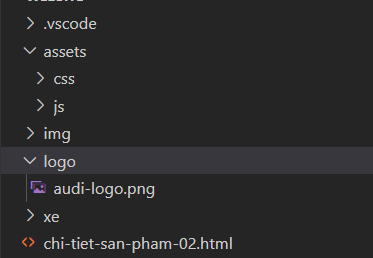 .vscode
assets
css
js
img
logo
audi-logo.png
xe
chi-tiet-san-pham-02.html